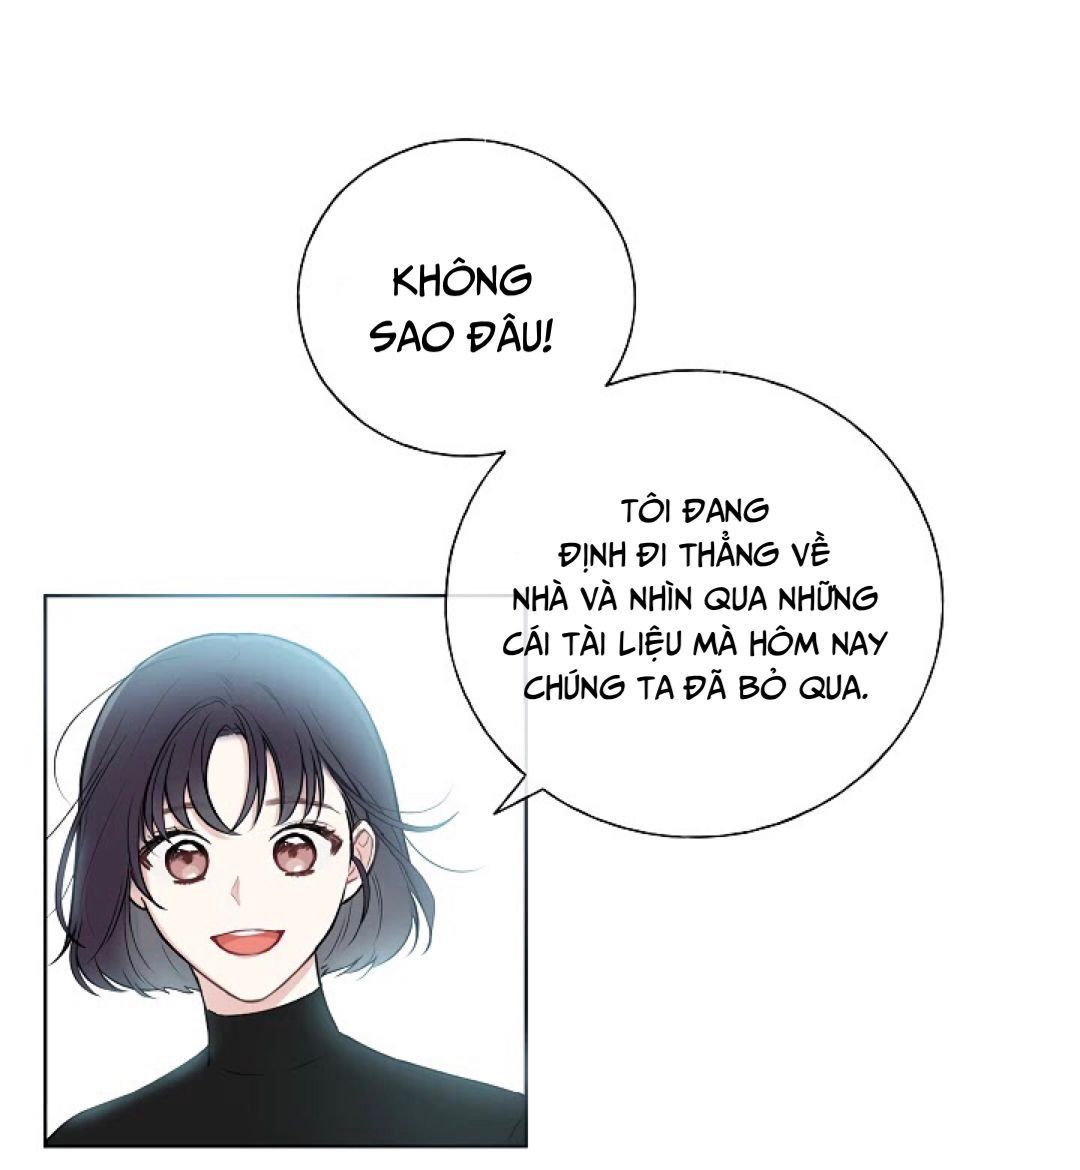 KHÔNG
SAO ĐÂU!
TÔI ĐANG
ĐỊNH ĐI THẲNG VỀ
NHÀ VÀ NHÌN QUA NHỮNG
CÁI TÀI LIỆU MÀ HÔM NAY
CHÚNG TA ĐÃ BỎ QUA.